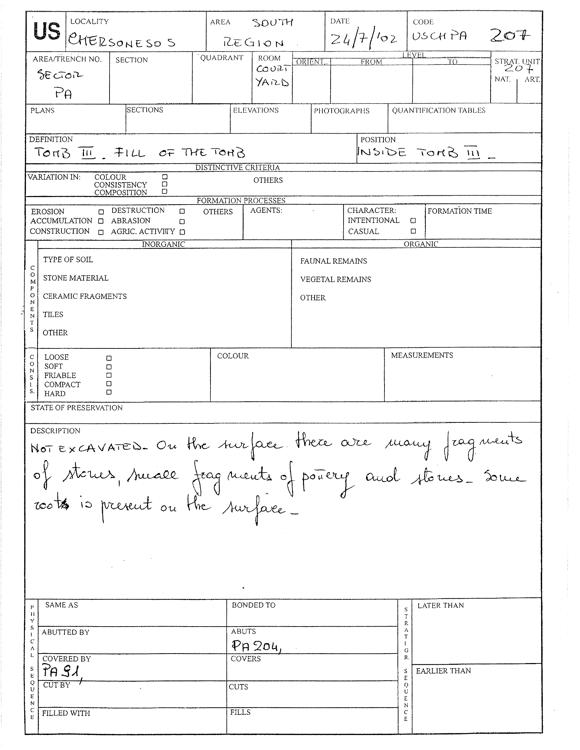 US
LOCALITY
CHERSONESOS
AREA SOUTH
REGION
DATE
24/7/'02
CODE
USCHPA 207
AREA/TRENCH NO.
SECTOR
PA
SECTION
QUADRANT
ROOM
COURT
YARD
LEVEL
ORIENT. FROM TO
STRAT. UNIT
207
NAT. ART.
PLANS
SECTIONS
ELEVATIONS
PHOTOGRAPHS
QUANTIFICATION TABLES
DEFINITION
TOMB III. FILL OF THE TOMB
POSITION
INSIDE TOMB III_
DISTINCTIVE CRITERIA
VARIATION IN: COLOUR
CONSISTENCY
COMPOSITION
OTHERS
FORMATION PROCESSES
EROSION DESTRUCTION
ACCUMULATION ABRASION
CONSTRUCTION AGRIC. ACTIVITY
OTHERS
AGENTS:
CHARACTER:
INTENTIONAL
CASUAL
FORMATION TIME
COMPONENTS
INORGANIC
TYPE OF SOIL
STONE MATERIAL
CERAMIC FRAGMENTS
TILES
OTHER
ORGANIC
FAUNAL REMAINS
VEGETAL REMAINS
OTHER
CONSIS.
LOOSE
SOFT
FRIABLE
COMPACT
HARD
COLOUR
MEASUREMENTS
STATE OF PRESERVATION
DESCRIPTION
NOT EXCAVATED_ On the surface there are many fragments
of stones, small fragments of pottery and stones_ Some
roots is present on the surface_
PHYSICAL SEQUENCE
SAME AS
ABUTTED BY
COVERED BY
PA 91,
CUT BY
FILLED WITH
BONDED TO
ABUTS
PA 204,
COVERS
CUTS
FILLS
STRATIGR. SEQUENCE
LATER THAN
EARLIER THAN